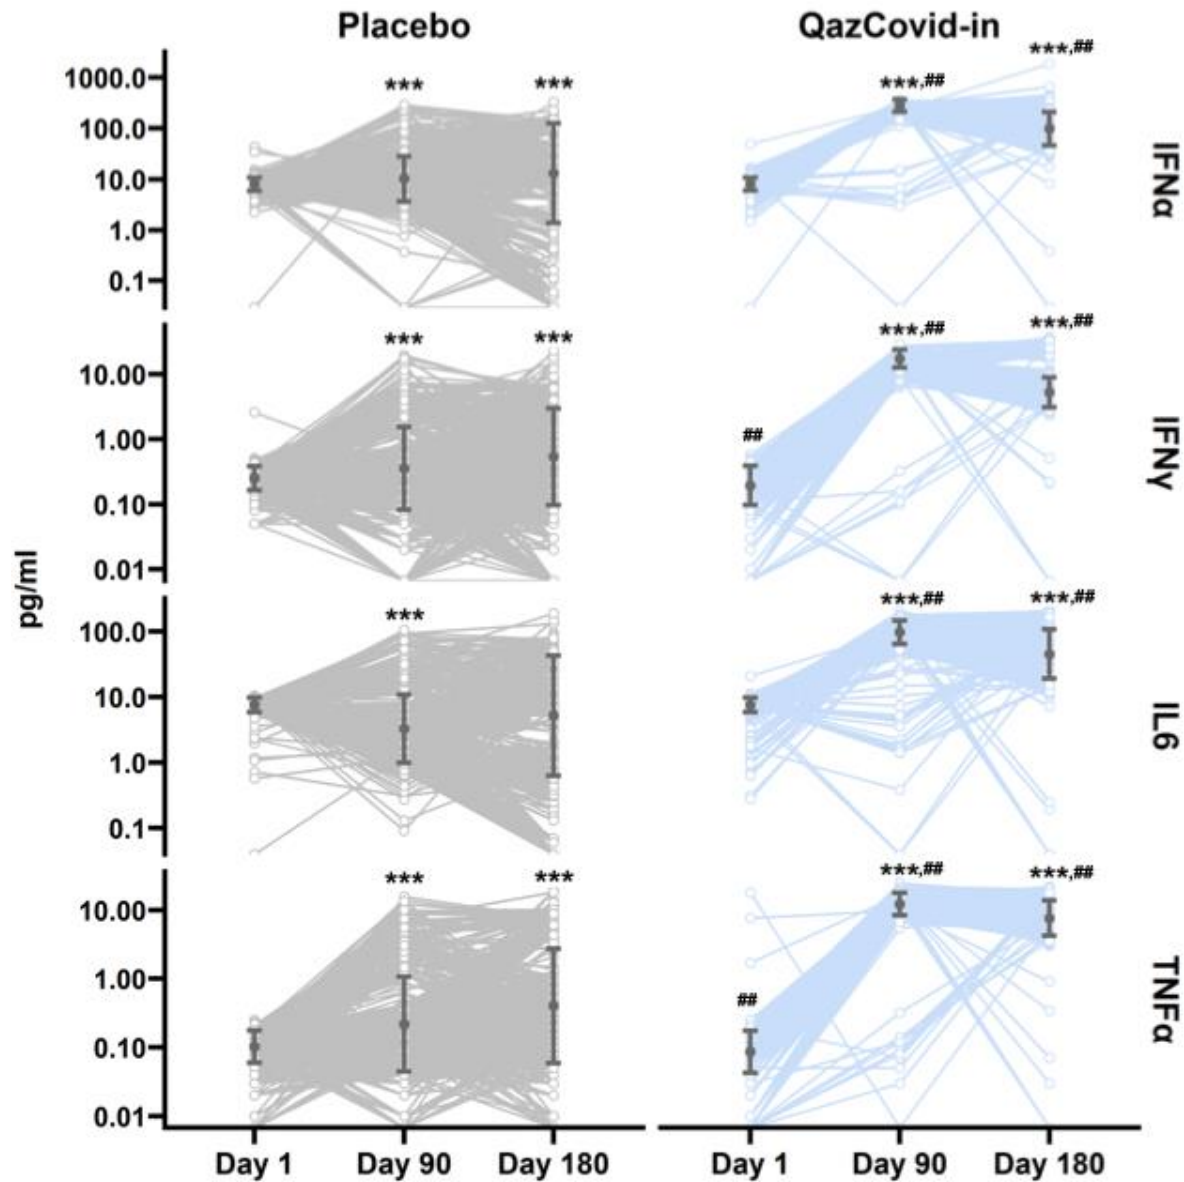 Placebo QazCovid-in
***,##
1000.0 *** *** ***,##
100.0
10.0
1.0
0.1
IFNα
*** *** ***,## ***,##
10.00
1.00
##
0.10
0.01
IFNγ
pg/ml
*** ***,## ***,##
100.0
10.0
1.0
0.1
IL6
*** *** ***,## ***,##
10.00
1.00
##
0.10
0.01
TNFα
Day 1 Day 90 Day 180 Day 1 Day 90 Day 180